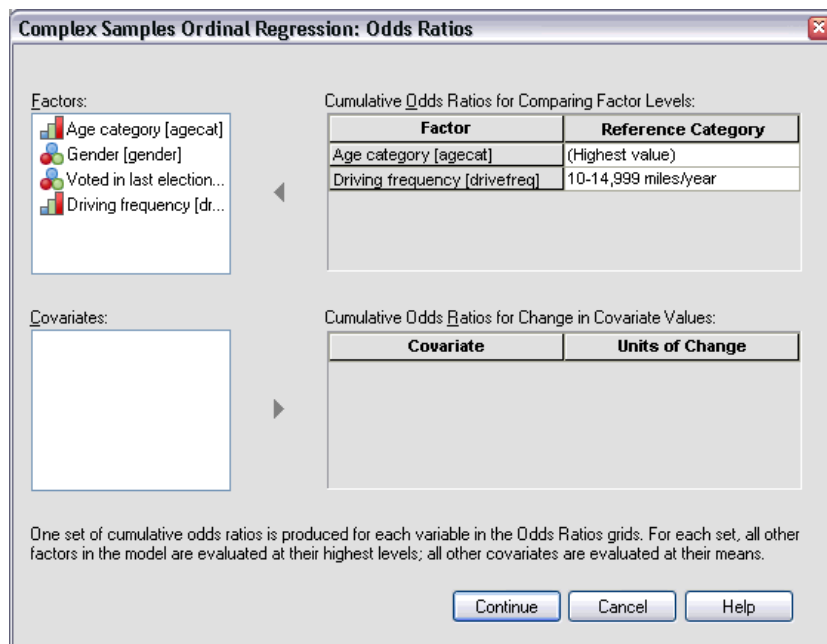 Complex Samples Ordinal Regression: Odds Ratios
Factors:
Age category [agecat]
Gender [gender]
Voted in last election...
Driving frequency [dr...
Cumulative Odds Ratios for Comparing Factor Levels:
Factor Reference Category
Age category [agecat] (Highest value)
Driving frequency [drivefreq] 10-14,999 miles/year
Covariates:
Cumulative Odds Ratios for Change in Covariate Values:
Covariate Units of Change
One set of cumulative odds ratios is produced for each variable in the Odds Ratios grids. For each set, all other
factors in the model are evaluated at their highest levels; all other covariates are evaluated at their means.
Continue Cancel Help